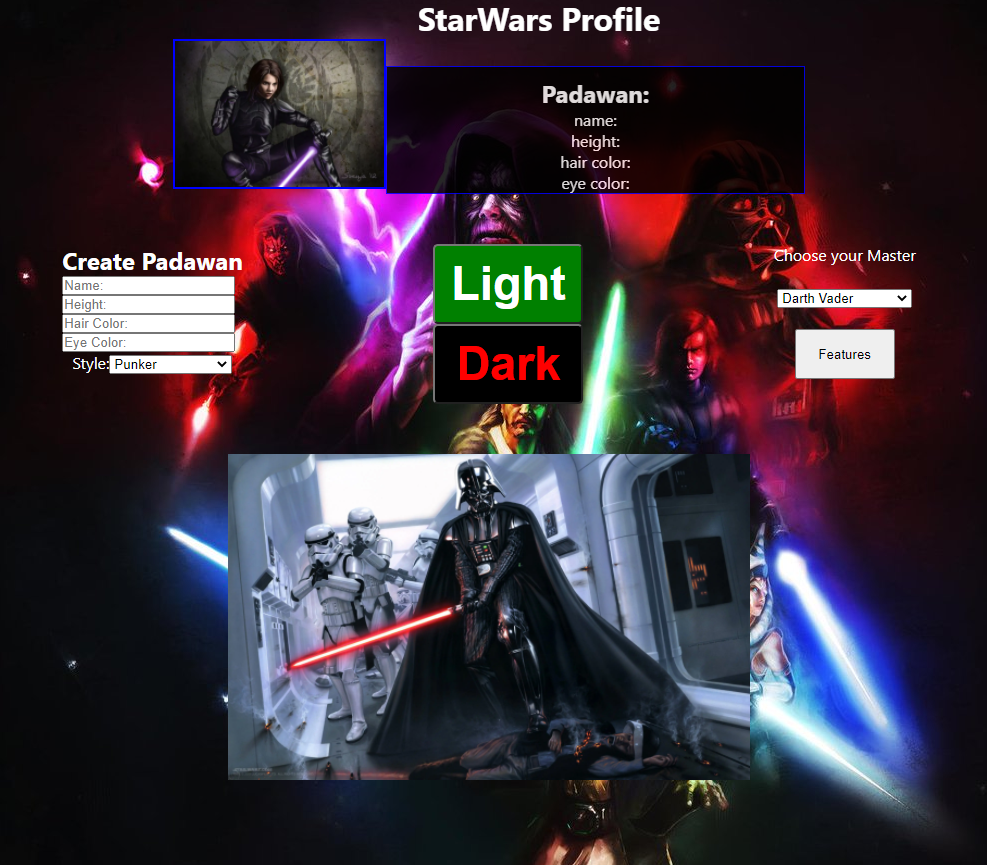 StarWars Profile
Padawan:
name:
height:
hair color:
eye color:
Create Padawan
Name:
Height:
Hair Color:
Eye Color:
Style: Punker
Light
Dark
Choose your Master
Darth Vader
Features